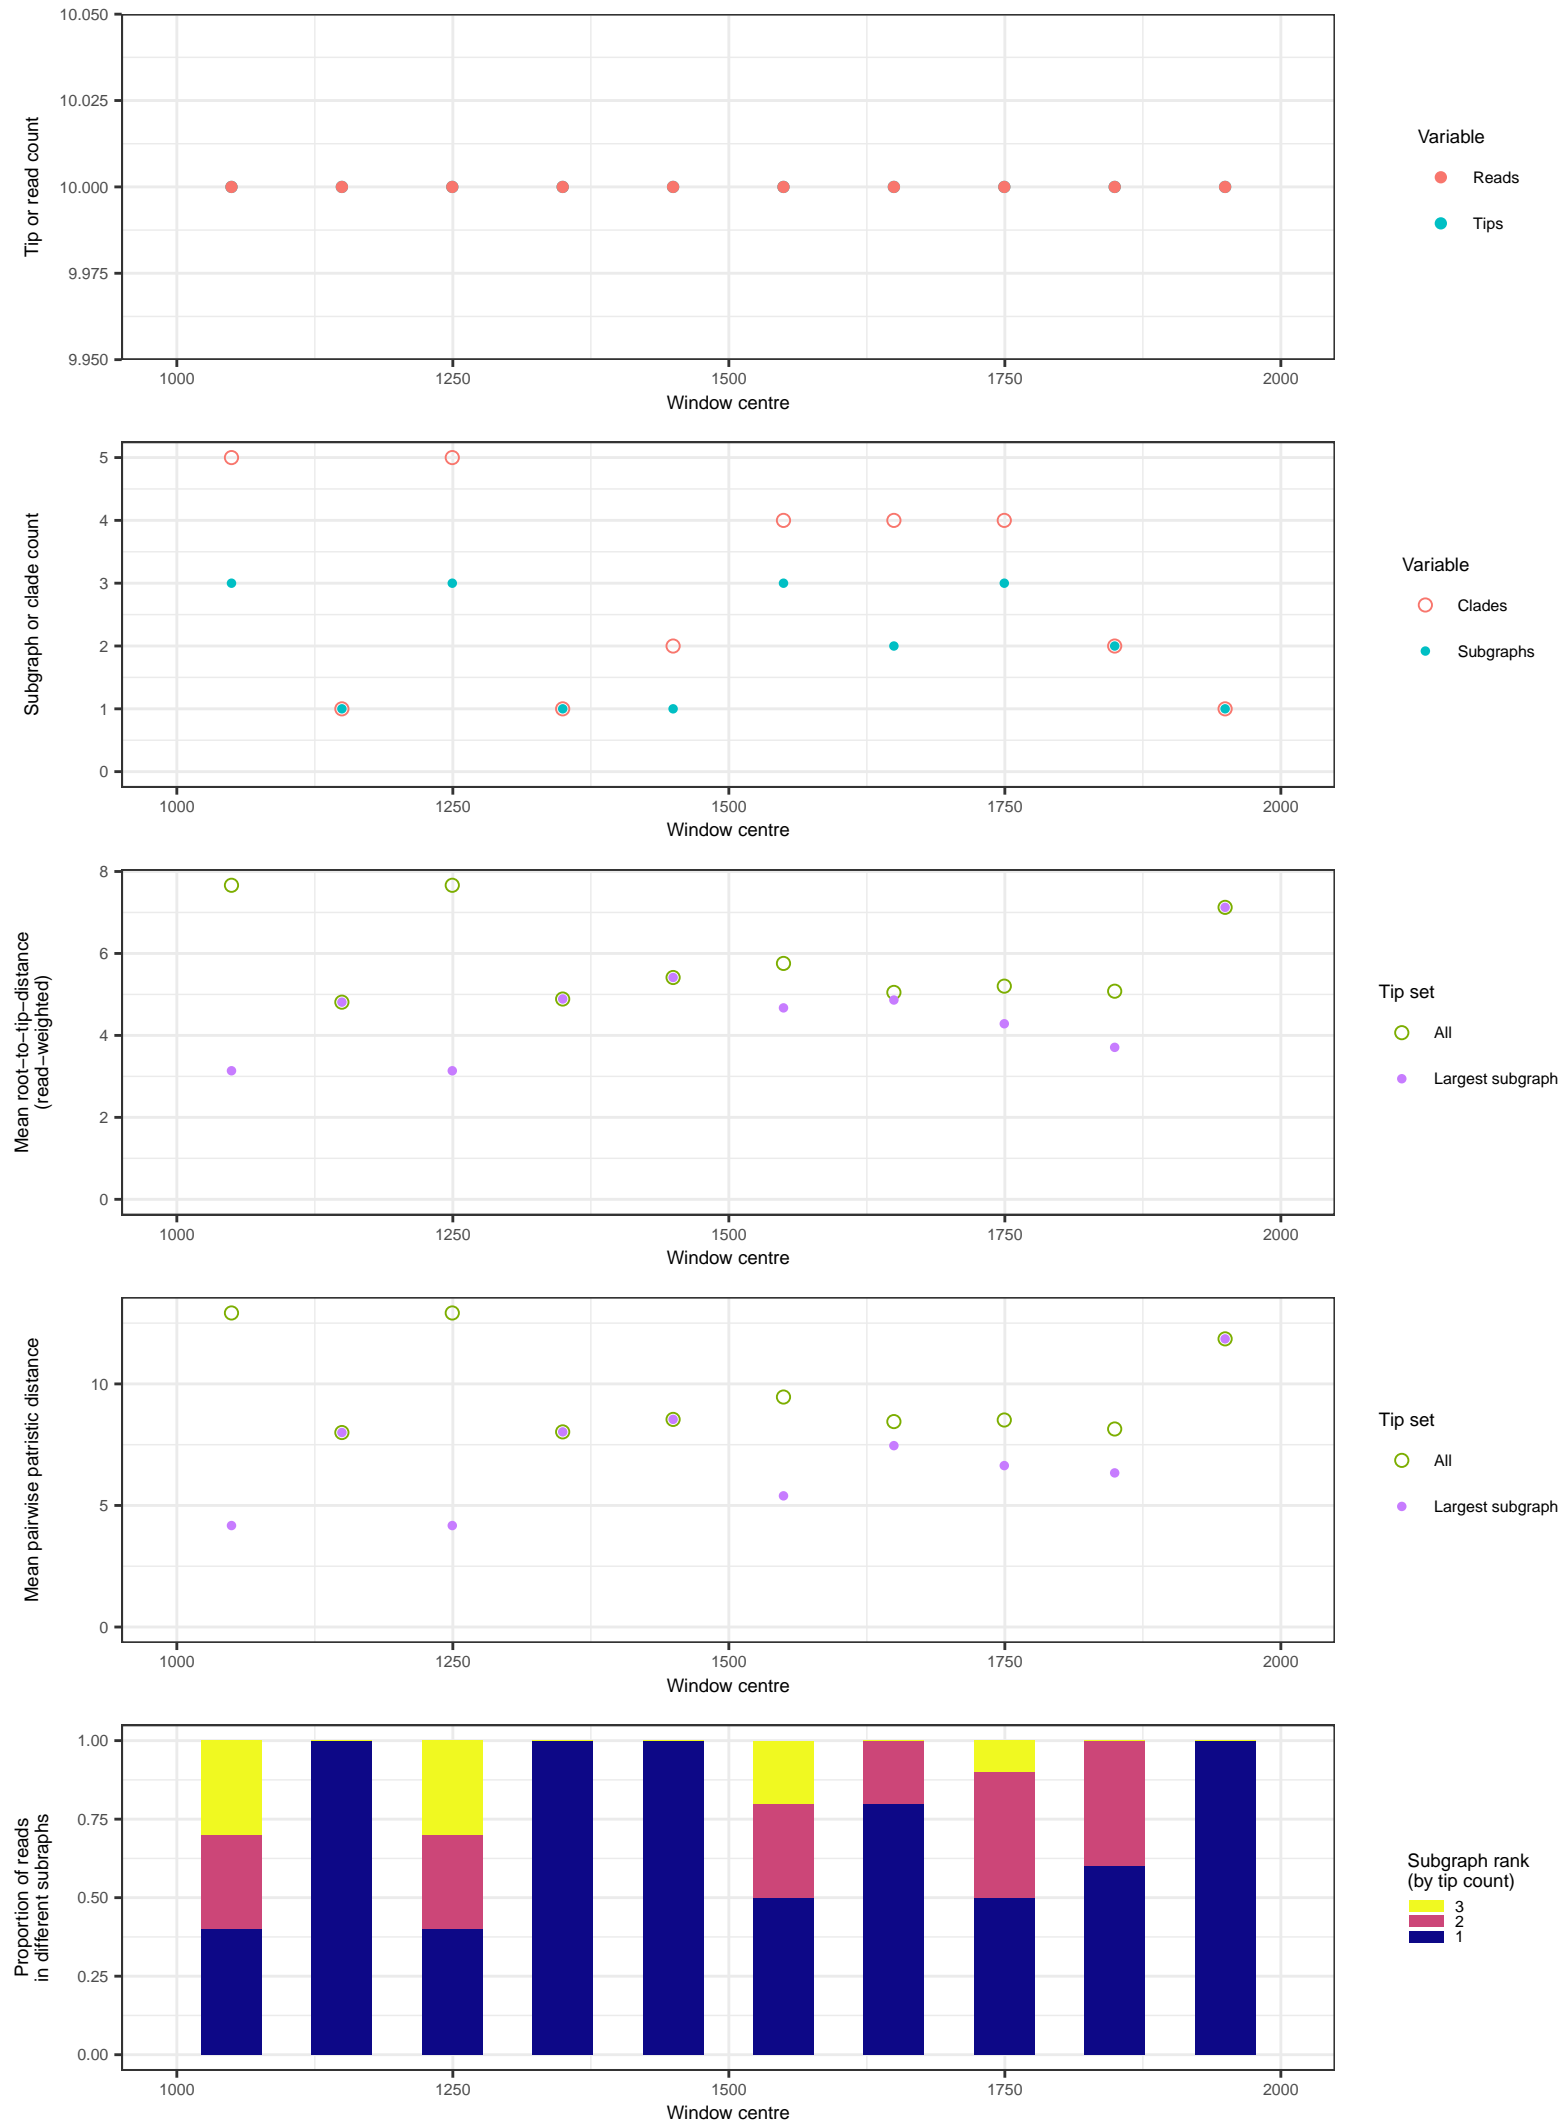 10.050
10.025
10.000
9.975
9.950
Tip or read count
1000 1250 1500 1750 2000
Window centre
Variable
Reads
Tips
5
4
3
2
1
0
Subgraph or clade count
1000 1250 1500 1750 2000
Window centre
Variable
Clades
Subgraphs
8
6
4
2
0
Mean root−to−tip−distance
(read−weighted)
1000 1250 1500 1750 2000
Window centre
Tip set
All
Largest subgraph
10
5
0
Mean pairwise patristic distance
1000 1250 1500 1750 2000
Window centre
Tip set
All
Largest subgraph
1.00
0.75
0.50
0.25
0.00
Proportion of reads
in different subraphs
1000 1250 1500 1750 2000
Window centre
Subgraph rank
(by tip count)
3
2
1